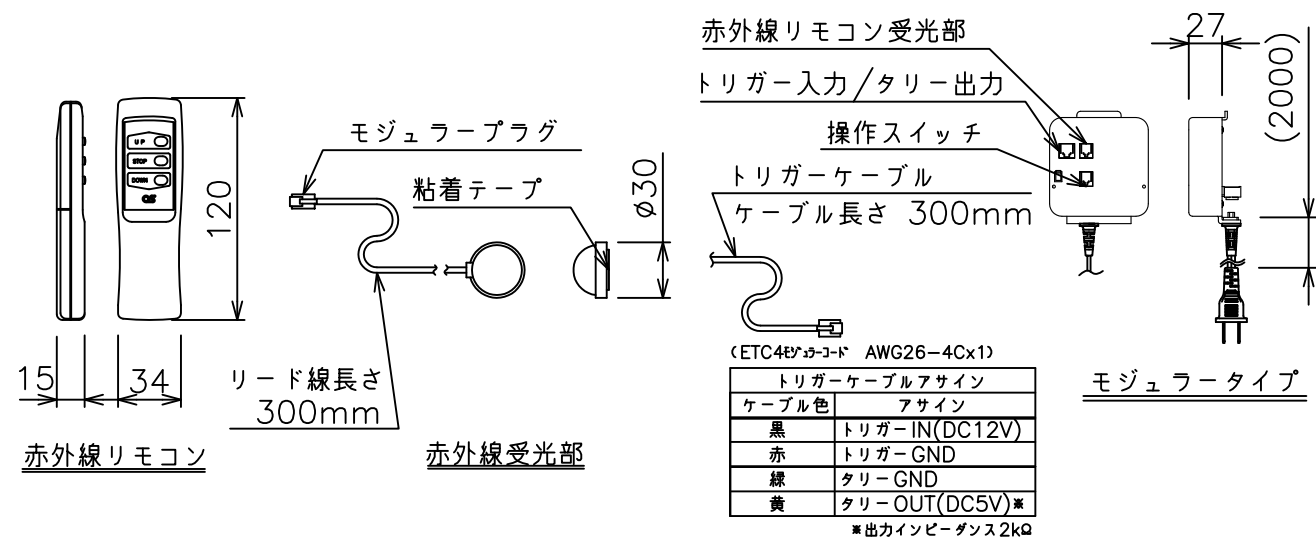 UP
STOP
DOWN
OS
120
15
34
赤外線リモコン
モジュラープラグ
粘着テープ
ø30
リード線長さ
300mm
赤外線受光部
赤外線リモコン受光部
トリガー入力/タリー出力
操作スイッチ
トリガーケーブル
ケーブル長さ 300mm
(ETC4ﾓｼﾞｭﾗｰｺｰﾄﾞ AWG26-4Cx1)
トリガーケーブルアサイン
ケーブル色 アサイン
黒 トリガーIN(DC12V)
赤 トリガーGND
緑 タリーGND
黄 タリーOUT(DC5V)※
※出力インピーダンス2kΩ
27
(2000)
モジュラータイプ